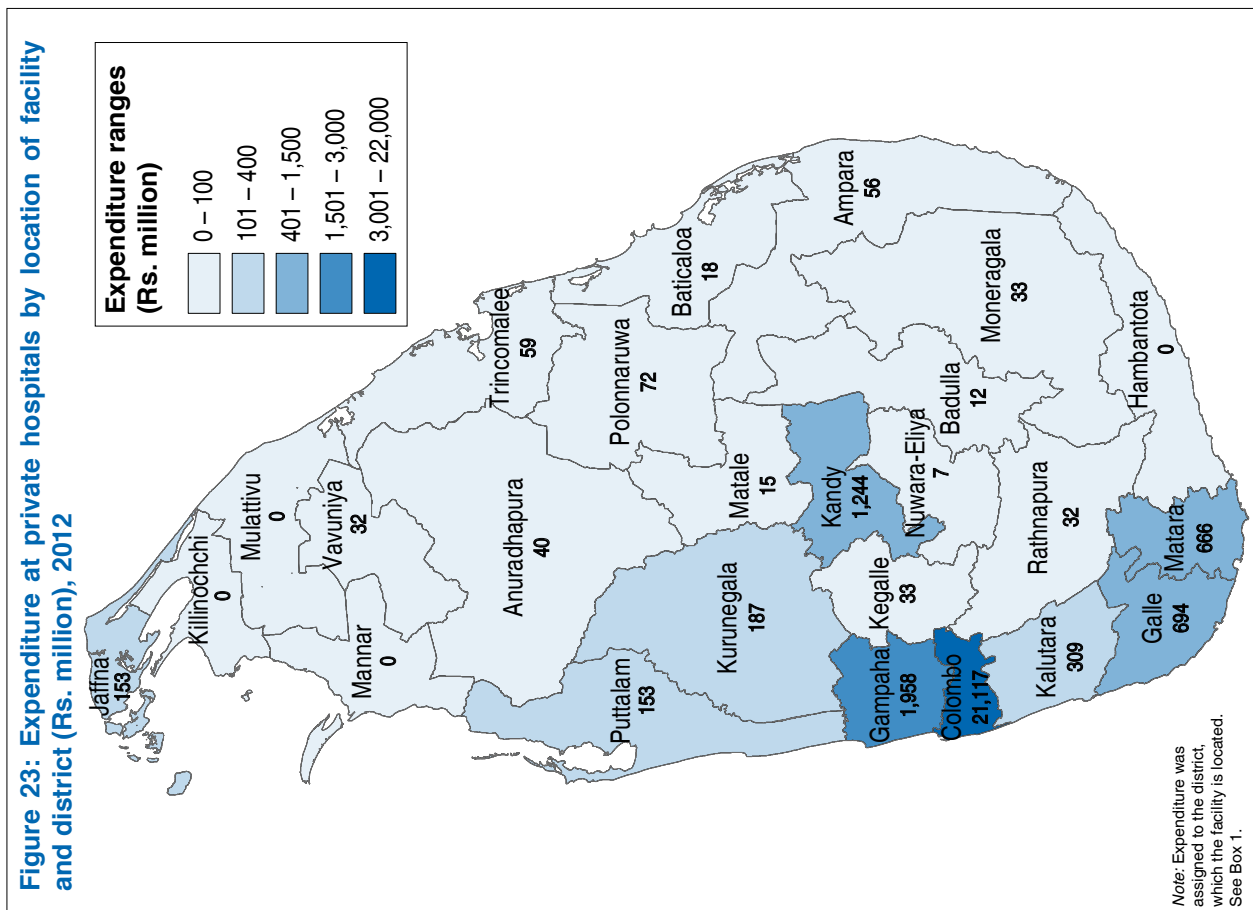 Figure 23: Expenditure at private hospitals by location of facility
and district (Rs. million), 2012
Expenditure ranges
(Rs. million)
0 – 100
101 – 400
401 – 1,500
1,501 – 3,000
3,001 – 22,000
Jaffna
153
Killinochchi
0
Mulattivu
0
Mannar
0
Vavuniya
32
Anuradhapura
40
Trincomalee
59
Polonnaruwa
72
Puttalam
153
Kurunegala
187
Matale
15
Baticaloa
18
Ampara
56
Kandy
1,244
Kegalle
33
Gampaha
1,958
Colombo
21,117
Nuwara-Eliya
7
Badulla
12
Moneragala
33
Rathnapura
32
Kalutara
309
Galle
694
Matara
666
Hambantota
0
Note: Expenditure was
assigned to the district,
which the facility is located.
See Box 1.